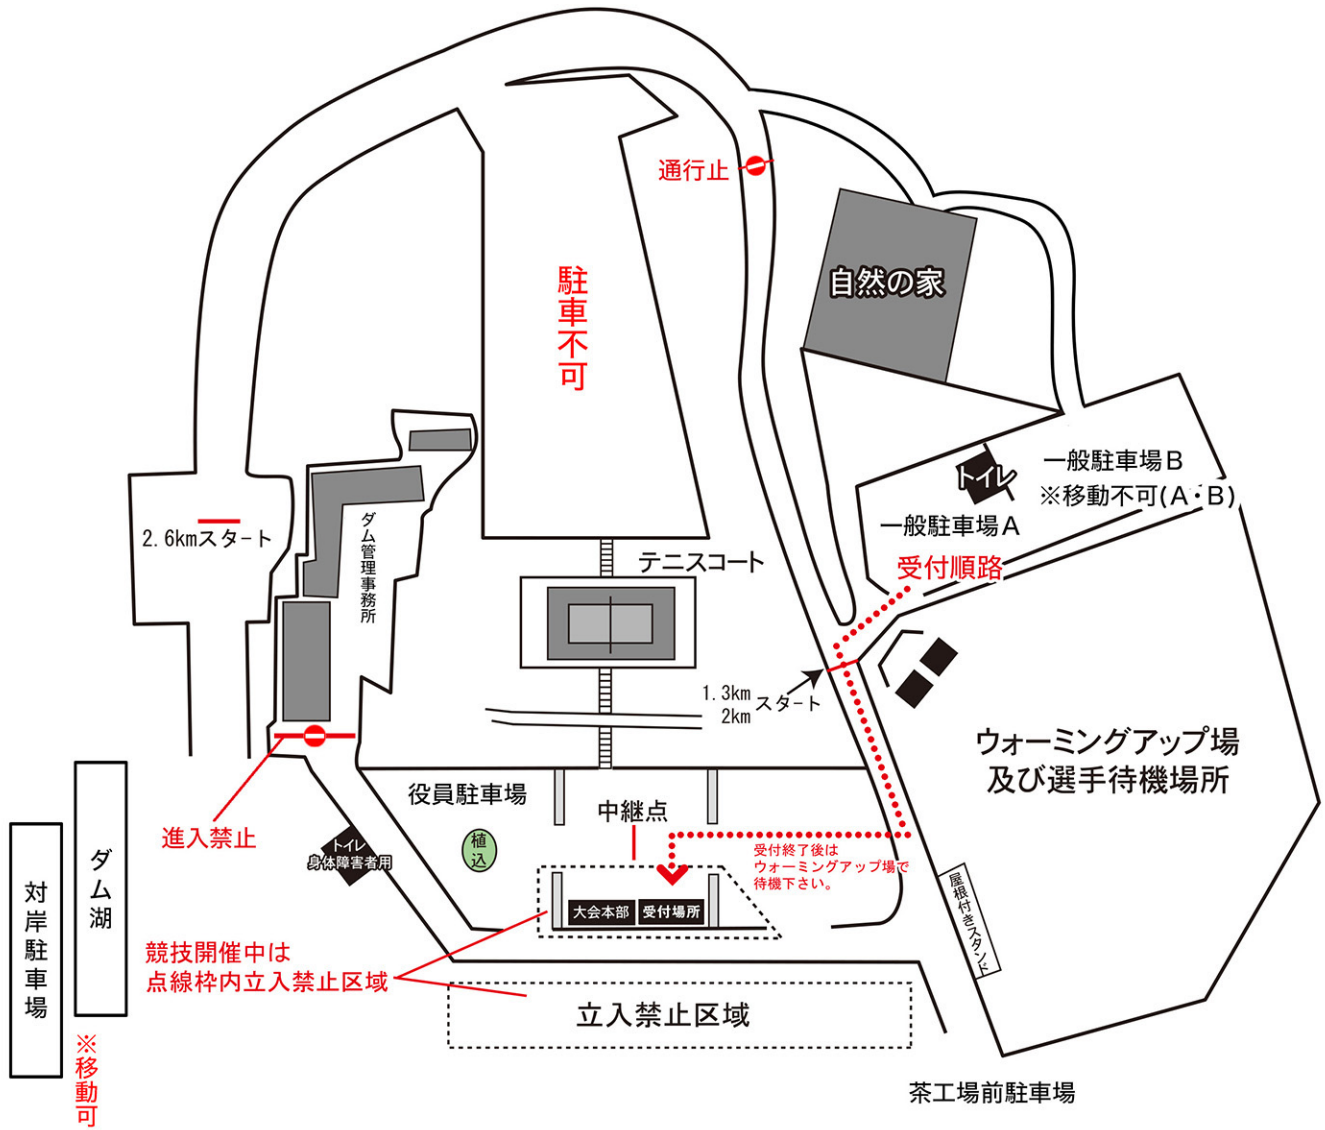 通行止
自然の家
駐車不可
トイレ
一般駐車場B
※移動不可(A・B)
一般駐車場A
受付順路
2.6kmスタート
ダム管理事務所
テニスコート
1.3km
2km
スタート
ウォーミングアップ場
及び選手待機場所
役員駐車場
中継点
進入禁止
トイレ
身体障害者用
植込
受付終了後は
ウォーミングアップ場で
待機下さい。
大会本部
受付場所
屋根付きスタンド
ダム湖
対岸駐車場
※移動可
競技開催中は
点線枠内立入禁止区域
立入禁止区域
茶工場前駐車場